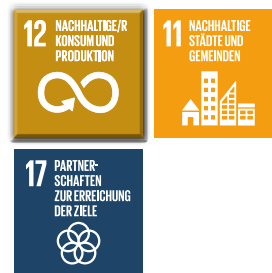 12 NACHHALTIGE/R
KONSUM UND
PRODUKTION
11 NACHHALTIGE
STÄDTE UND
GEMEINDEN
17 PARTNER-
SCHAFTEN
ZUR ERREICHUNG
DER ZIELE